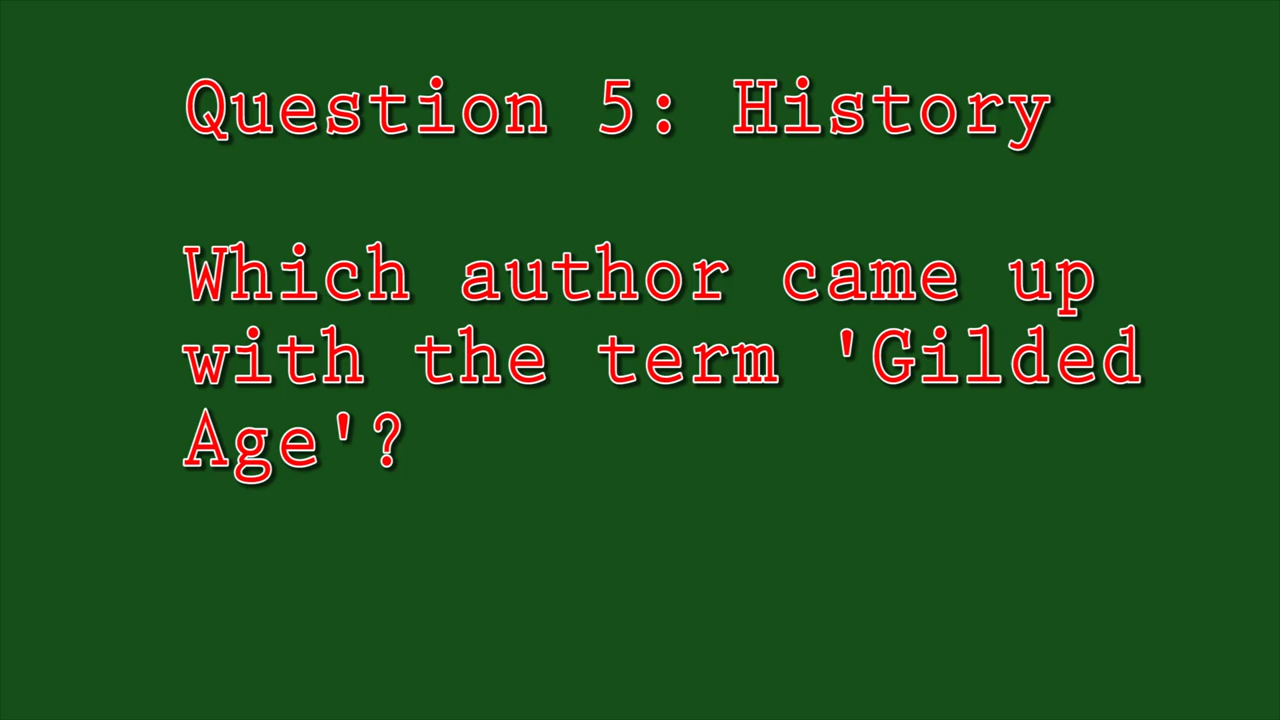 Question 5: History
Which author came up
with the term 'Gilded
Age'?